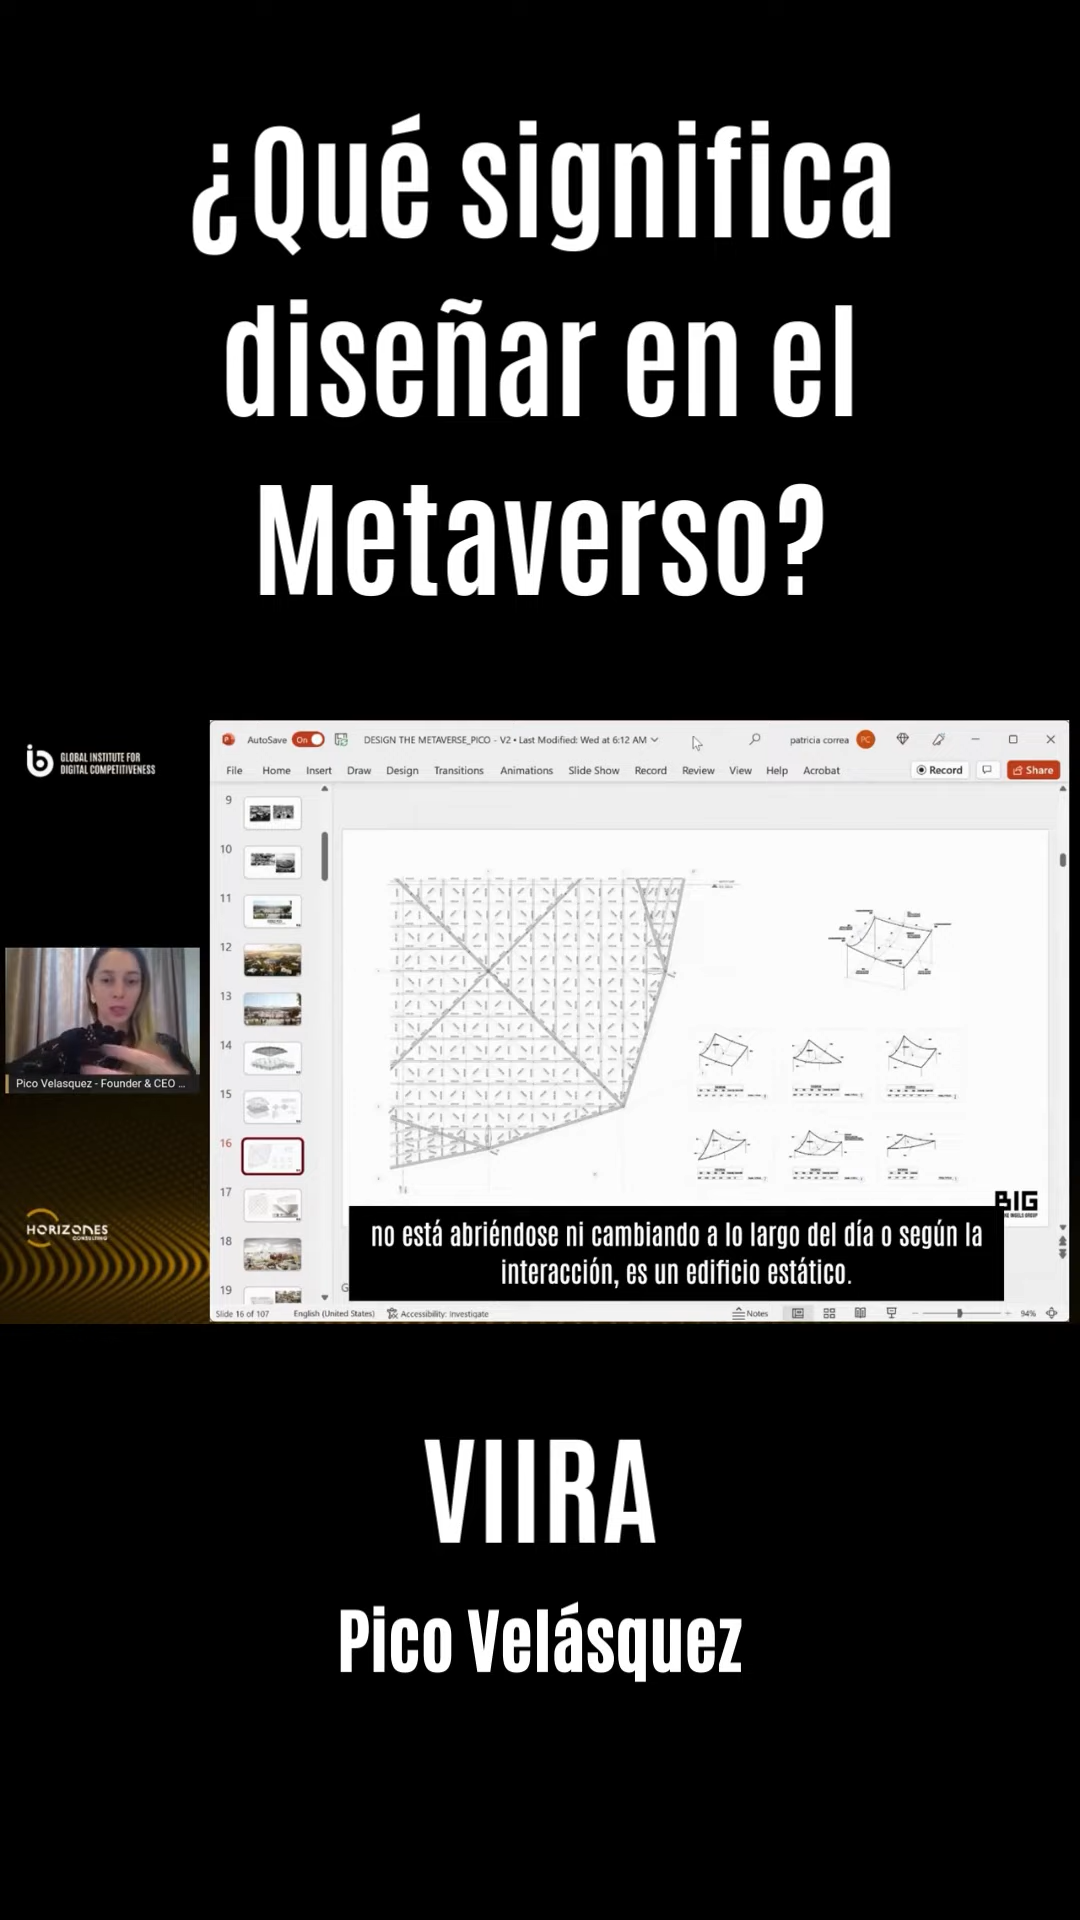 ¿Qué significa
diseñar en el
Metaverso?
GLOBAL INSTITUTE FOR
DIGITAL COMPETITIVENESS
AutoSave On DESIGN THE METAVERSE_PICO - V2 • Last Modified: Wed at 6:12 AM patricia correa PC
File Home Insert Draw Design Transitions Animations Slide Show Record Review View Help Acrobat Record Share
9
10
11
12
13
14
15
16
17
18
19
Pico Velasquez - Founder & CEO ...
HORIZONES
CONSULTING
BIG
no está abriéndose ni cambiando a lo largo del día o según la
interacción, es un edificio estático.
Slide 16 of 107 English (United States) Accessibility: Investigate Notes 94%
VIIRA
Pico Velásquez